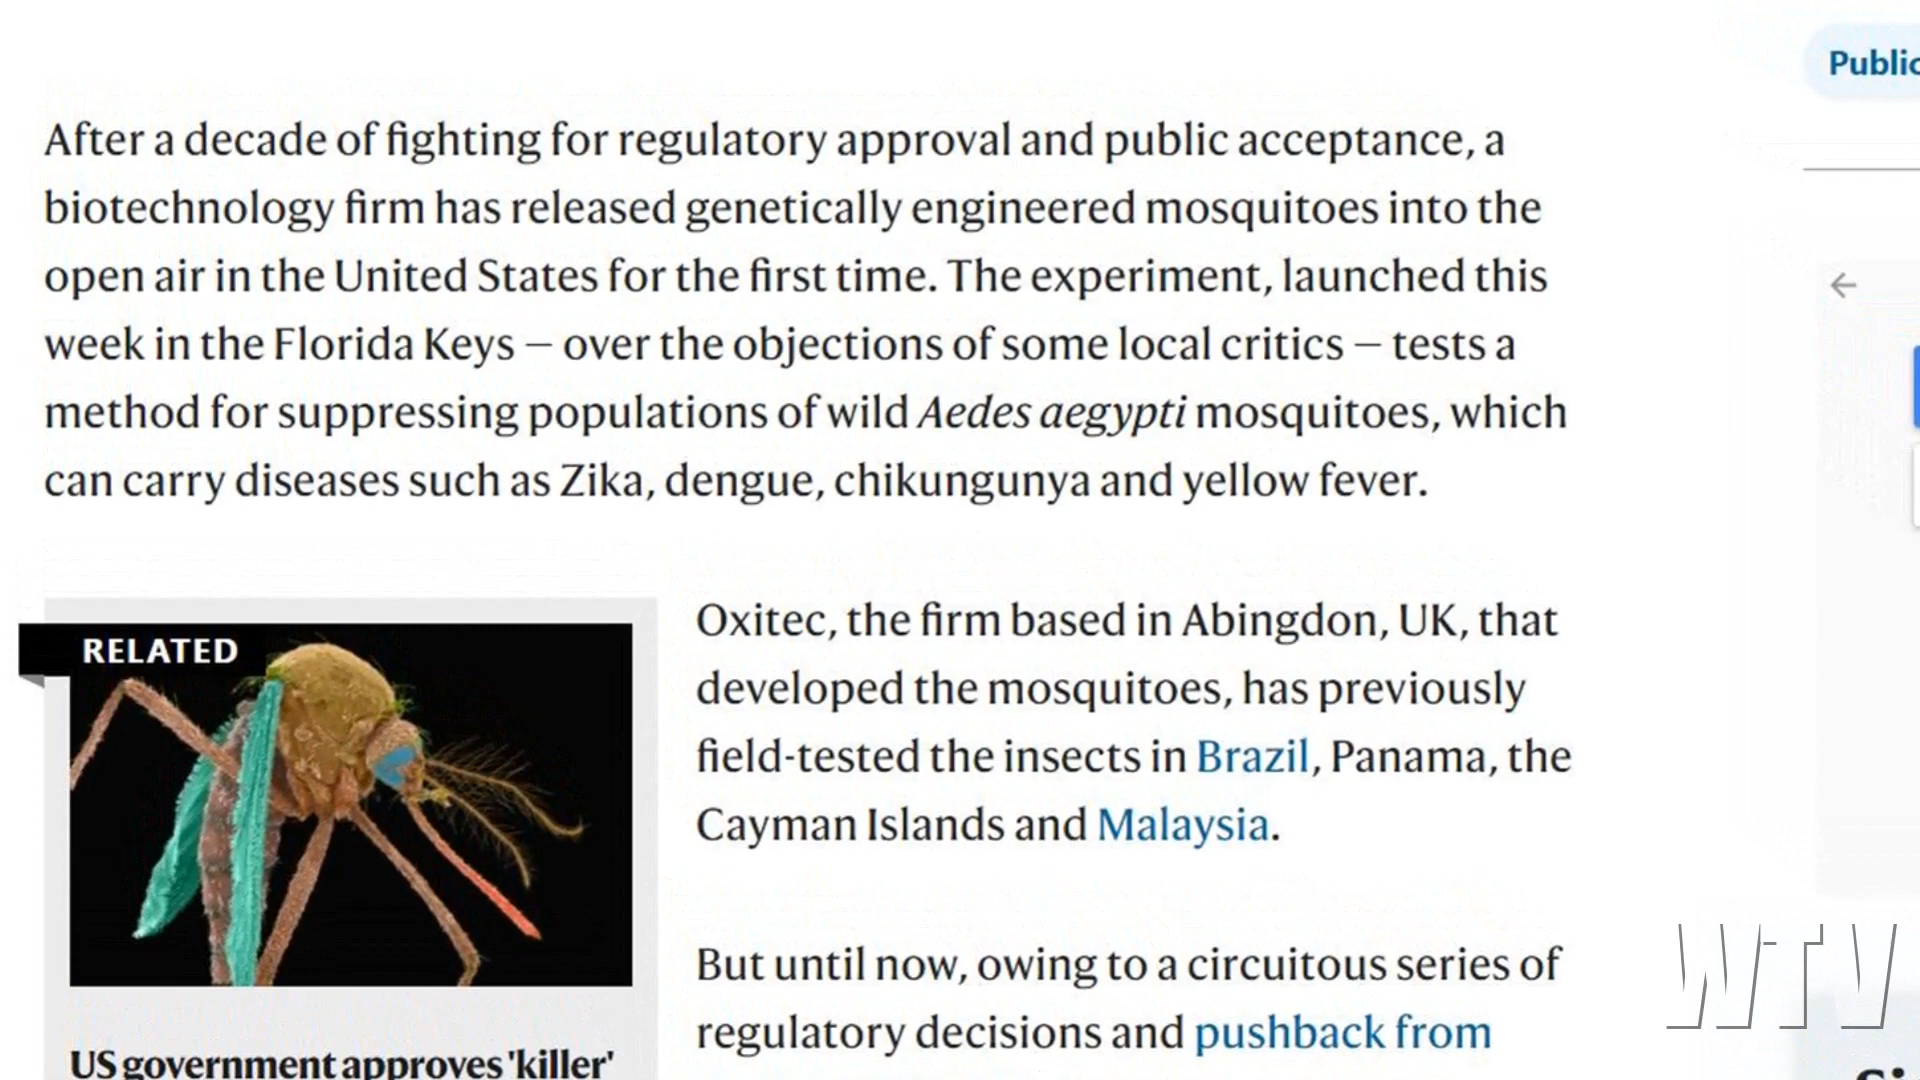 Public
After a decade of fighting for regulatory approval and public acceptance, a
biotechnology firm has released genetically engineered mosquitoes into the
open air in the United States for the first time. The experiment, launched this
week in the Florida Keys — over the objections of some local critics — tests a
method for suppressing populations of wild Aedes aegypti mosquitoes, which
can carry diseases such as Zika, dengue, chikungunya and yellow fever.
RELATED
US government approves 'killer'
Oxitec, the firm based in Abingdon, UK, that
developed the mosquitoes, has previously
field-tested the insects in Brazil, Panama, the
Cayman Islands and Malaysia.
But until now, owing to a circuitous series of
regulatory decisions and pushback from
WTV